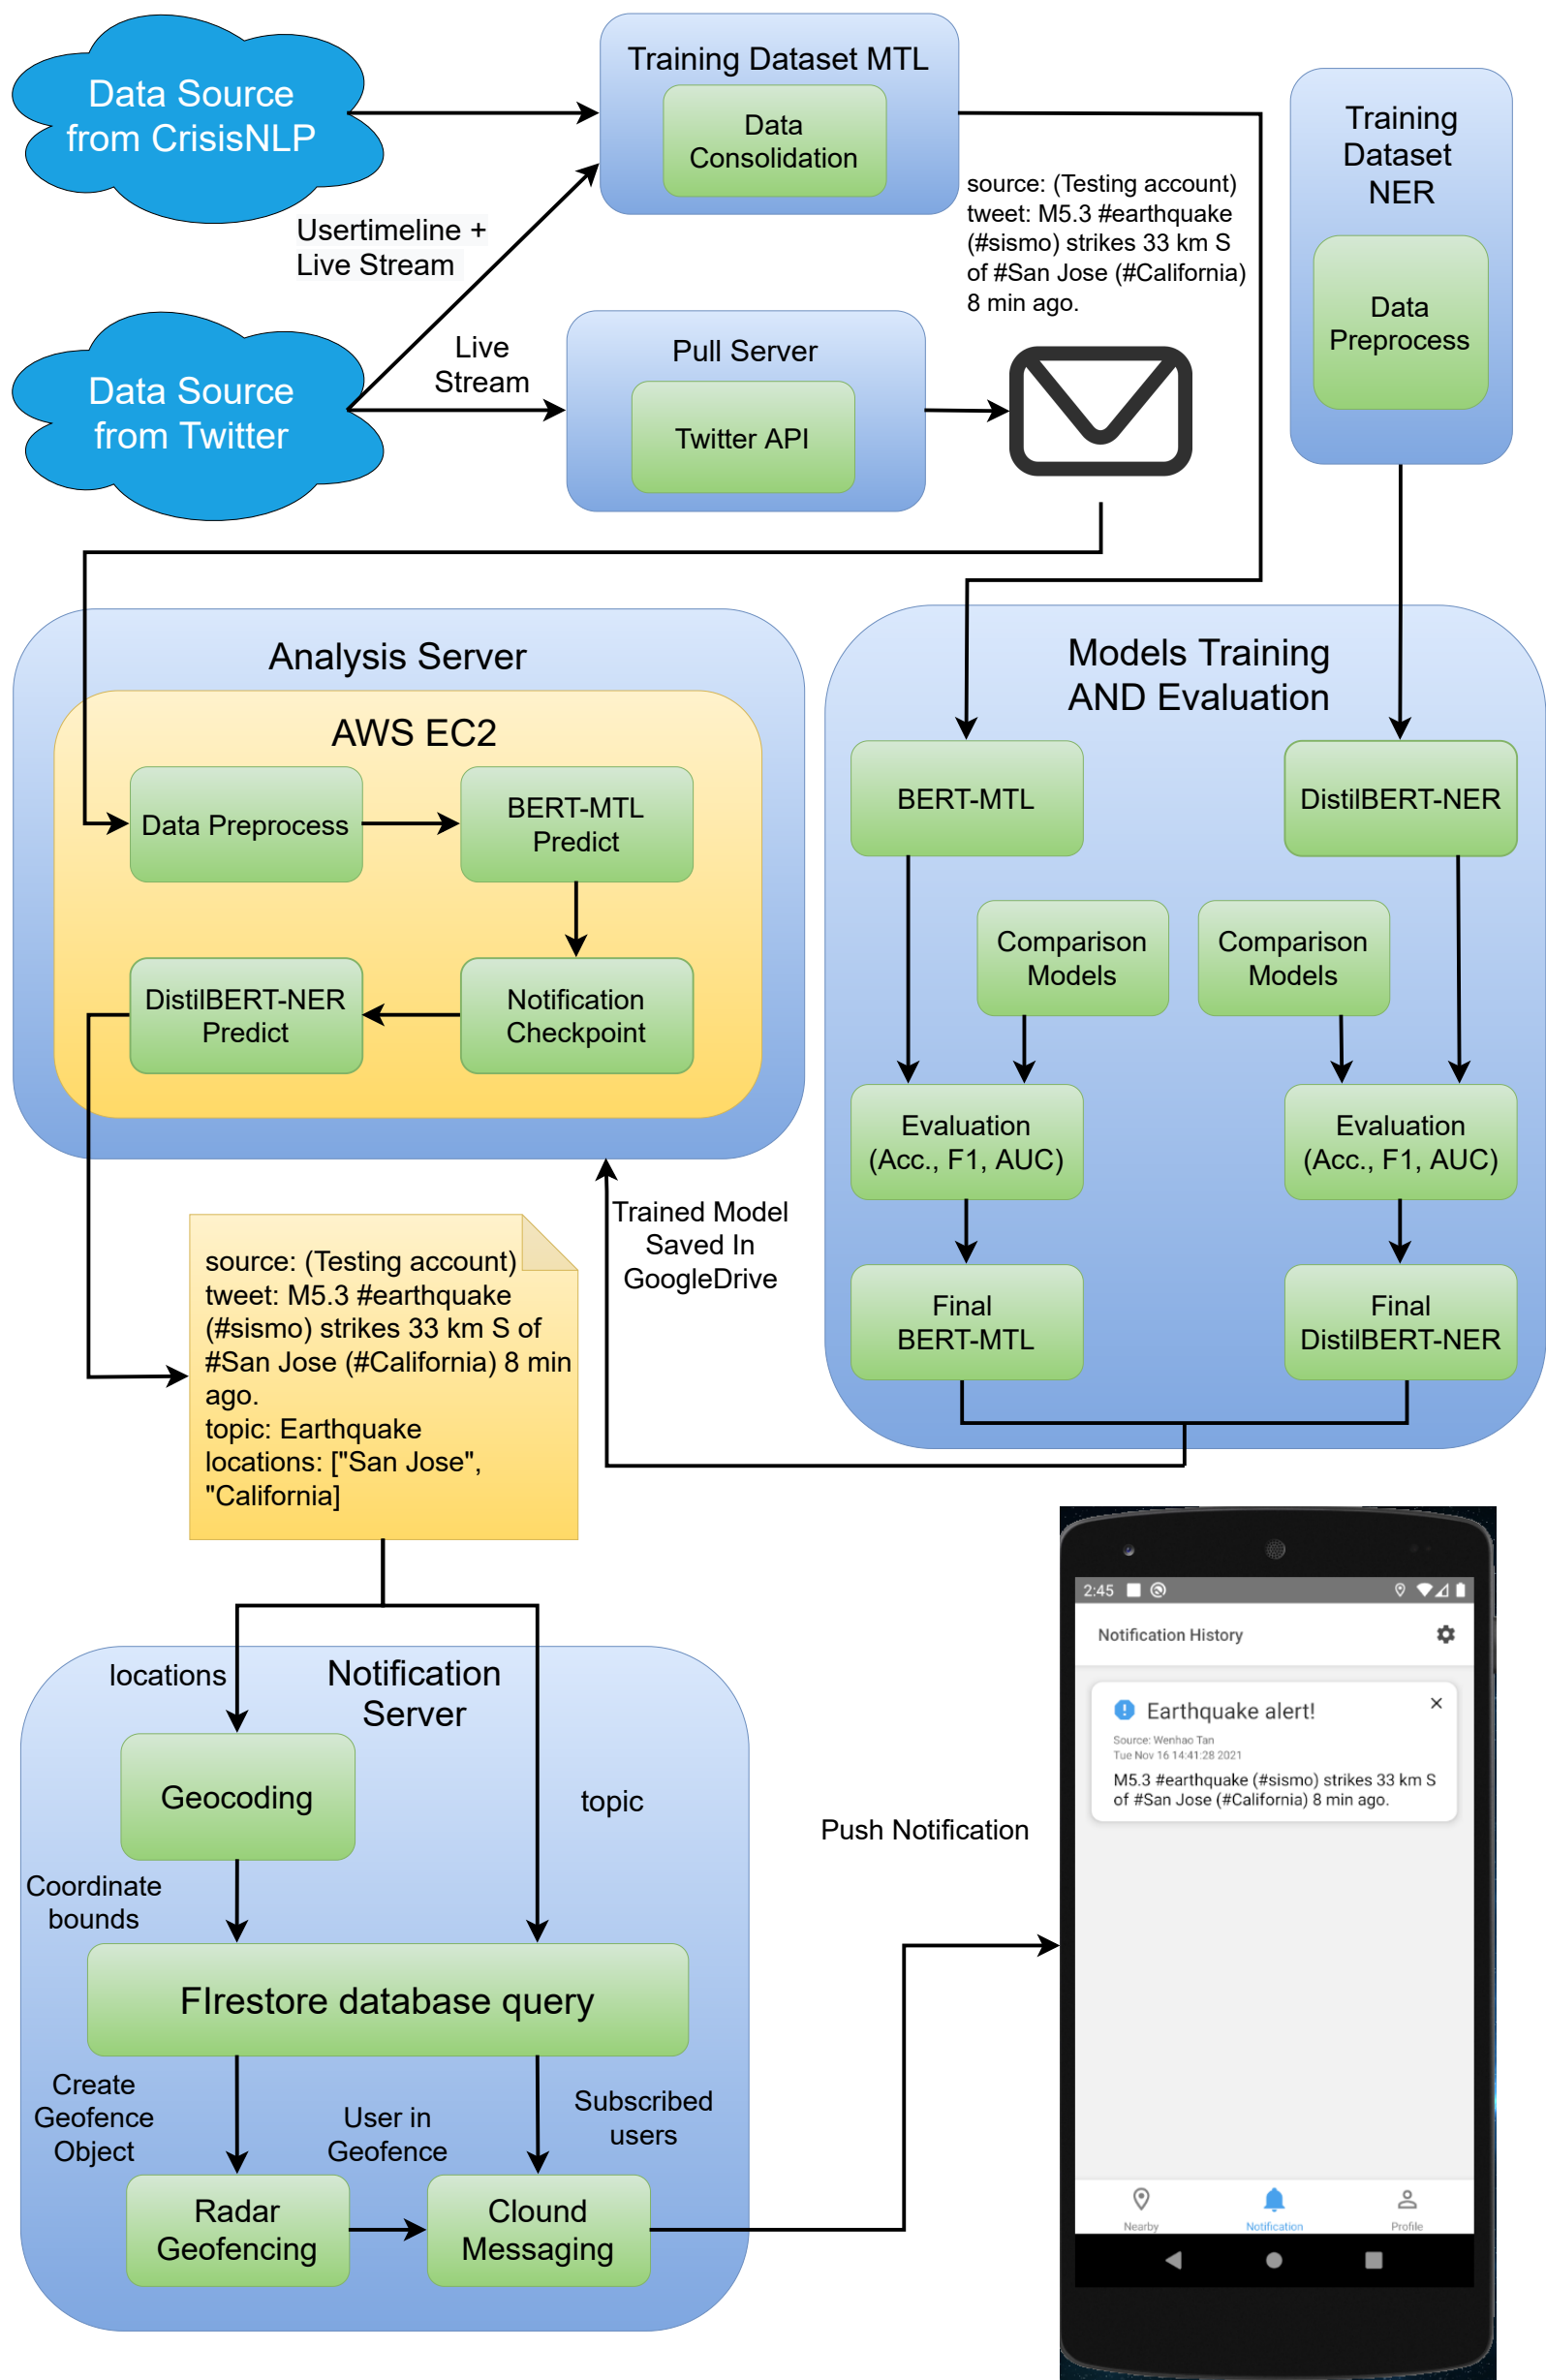 Data Source
from CrisisNLP
Training Dataset MTL
Data
Consolidation
Training
Dataset
NER
Data
Preprocess
Usertimeline +
Live Stream
source: (Testing account)
tweet: M5.3 #earthquake
(#sismo) strikes 33 km S
of #San Jose (#California)
8 min ago.
Data Source
from Twitter
Live
Stream
Pull Server
Twitter API
Analysis Server
AWS EC2
Data Preprocess
BERT-MTL
Predict
DistilBERT-NER
Predict
Notification
Checkpoint
Models Training
AND Evaluation
BERT-MTL
DistilBERT-NER
Comparison
Models
Comparison
Models
Evaluation
(Acc., F1, AUC)
Evaluation
(Acc., F1, AUC)
Final
BERT-MTL
Final
DistilBERT-NER
Trained Model
Saved In
GoogleDrive
source: (Testing account)
tweet: M5.3 #earthquake
(#sismo) strikes 33 km S of
#San Jose (#California) 8 min
ago.
topic: Earthquake
locations: ["San Jose",
"California]
Notification
Server
locations
Geocoding
topic
Coordinate
bounds
FIrestore database query
Create
Geofence
Object
User in
Geofence
Subscribed
users
Radar
Geofencing
Clound
Messaging
Push Notification
2:45
Notification History
Earthquake alert!
Source: Wenhao Tan
Tue Nov 16 14:41:28 2021
M5.3 #earthquake (#sismo) strikes 33 km S
of #San Jose (#California) 8 min ago.
Nearby
Notification
Profile